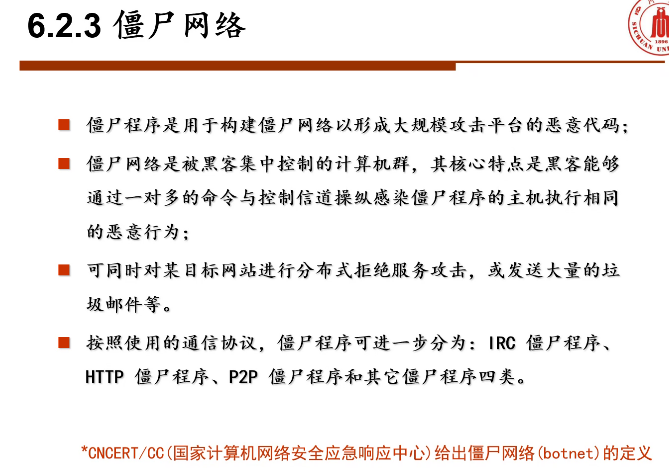 6.2.3 僵尸网络
SICHUAN UNI
1896
■ 僵尸程序是用于构建僵尸网络以形成大规模攻击平台的恶意代码;
■ 僵尸网络是被黑客集中控制的计算机群，其核心特点是黑客能够
通过一对多的命令与控制信道操纵感染僵尸程序的主机执行相同
的恶意行为;
■ 可同时对某目标网站进行分布式拒绝服务攻击，或发送大量的垃
圾邮件等。
■ 按照使用的通信协议，僵尸程序可进一步分为: IRC 僵尸程序、
HTTP 僵尸程序、P2P 僵尸程序和其它僵尸程序四类。
*CNCERT/CC(国家计算机网络安全应急响应中心)给出僵尸网络(botnet)的定义